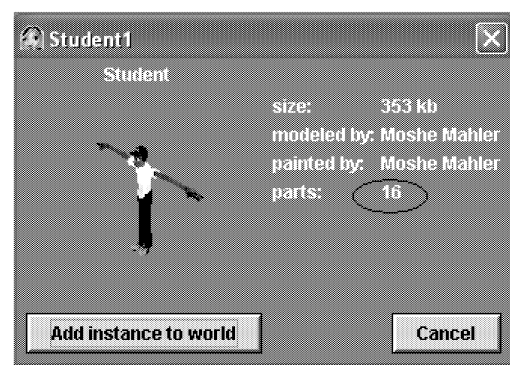 Student1
Student
size: 353 kb
modeled by: Moshe Mahler
painted by: Moshe Mahler
parts: 16
Add instance to world
Cancel